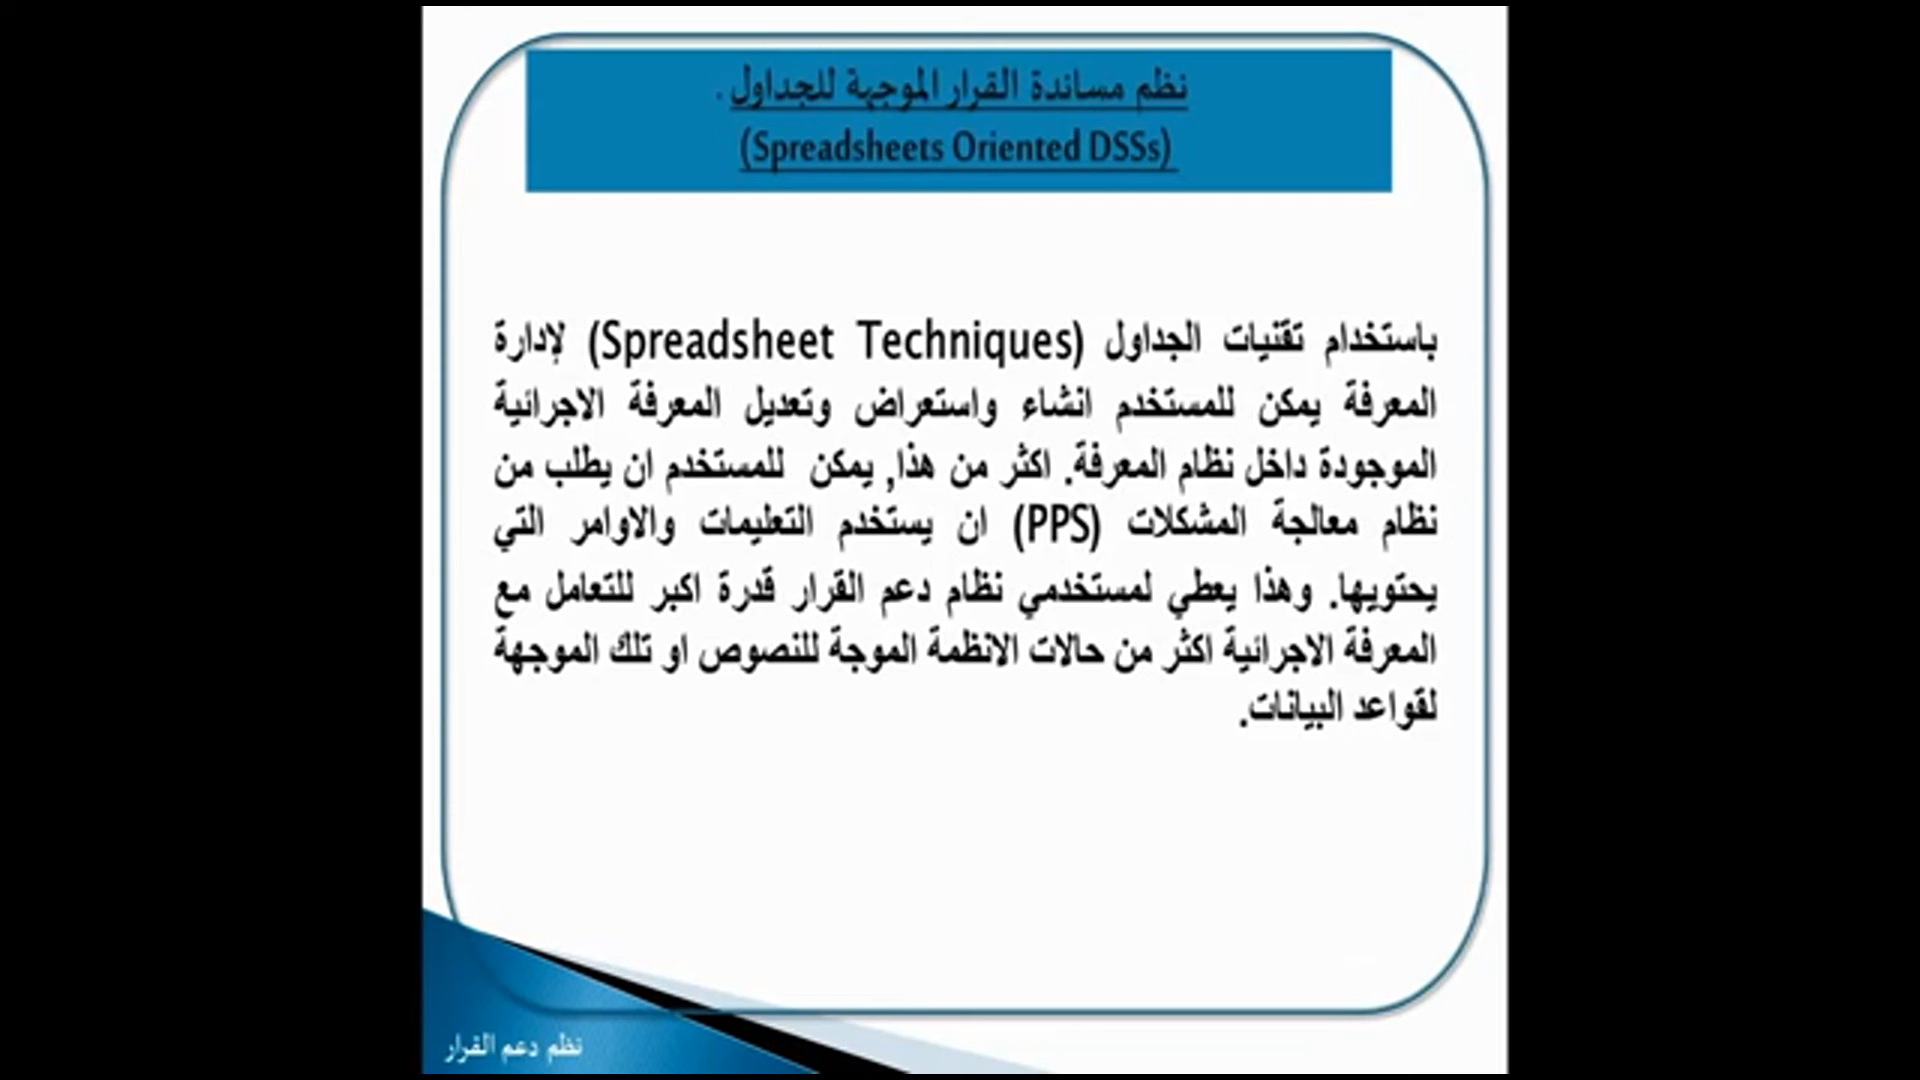 نظم مساندة القرار الموجهة للجداول .
(Spreadsheets Oriented DSSs)
باستخدام تقنيات الجداول (Spreadsheet Techniques) لإدارة
المعرفة يمكن للمستخدم انشاء واستعراض وتعديل المعرفة الاجرائية
الموجودة داخل نظام المعرفة. اكثر من هذا, يمكن للمستخدم ان يطلب من
نظام معالجة المشكلات (PPS) ان يستخدم التعليمات والاوامر التي
يحتويها. وهذا يعطي لمستخدمي نظام دعم القرار قدرة اكبر للتعامل مع
المعرفة الاجرائية اكثر من حالات الانظمة الموجة للنصوص او تلك الموجهة
لقواعد البيانات.
نظم دعم القرار